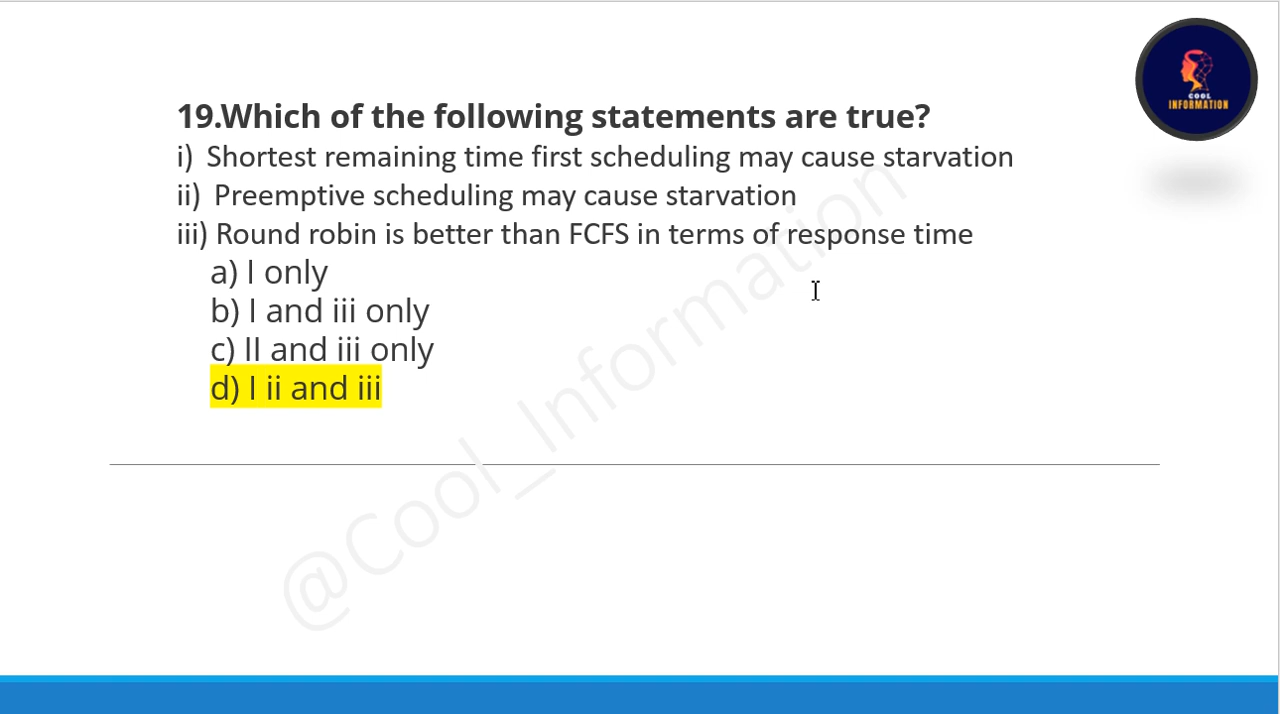 COOL
INFORMATION
19.Which of the following statements are true?
i) Shortest remaining time first scheduling may cause starvation
ii) Preemptive scheduling may cause starvation
iii) Round robin is better than FCFS in terms of response time
a) I only
b) I and iii only
c) II and iii only
d) I ii and iii
@Cool_Information